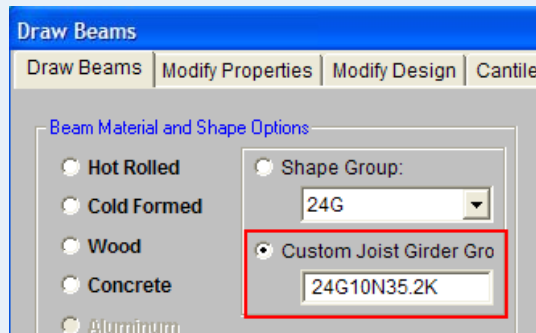 Draw Beams
Draw Beams Modify Properties Modify Design Cantile
Beam Material and Shape Options
Hot Rolled
Shape Group:
Cold Formed
24G
Wood
Custom Joist Girder Gro
Concrete
24G10N35.2K
Aluminum